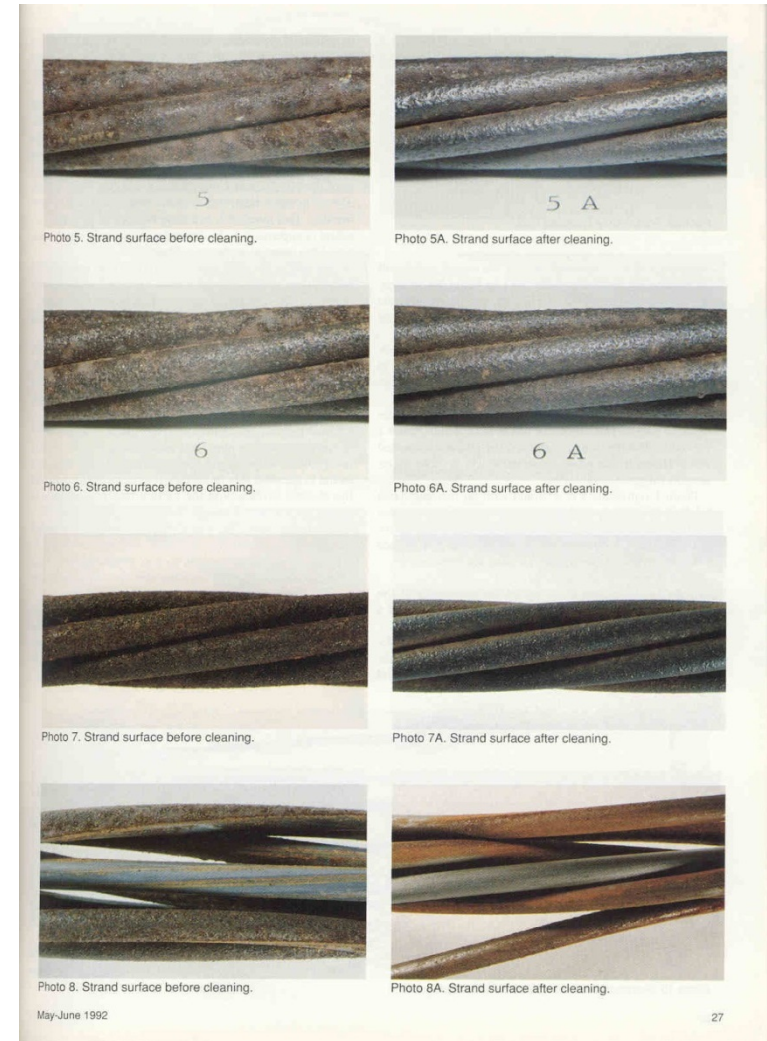 5
5 A
Photo 5. Strand surface before cleaning.
Photo 5A. Strand surface after cleaning.
6
6 A
Photo 6. Strand surface before cleaning.
Photo 6A. Strand surface after cleaning.
Photo 7. Strand surface before cleaning.
Photo 7A. Strand surface after cleaning.
Photo 8. Strand surface before cleaning.
Photo 8A. Strand surface after cleaning.
May-June 1992
27